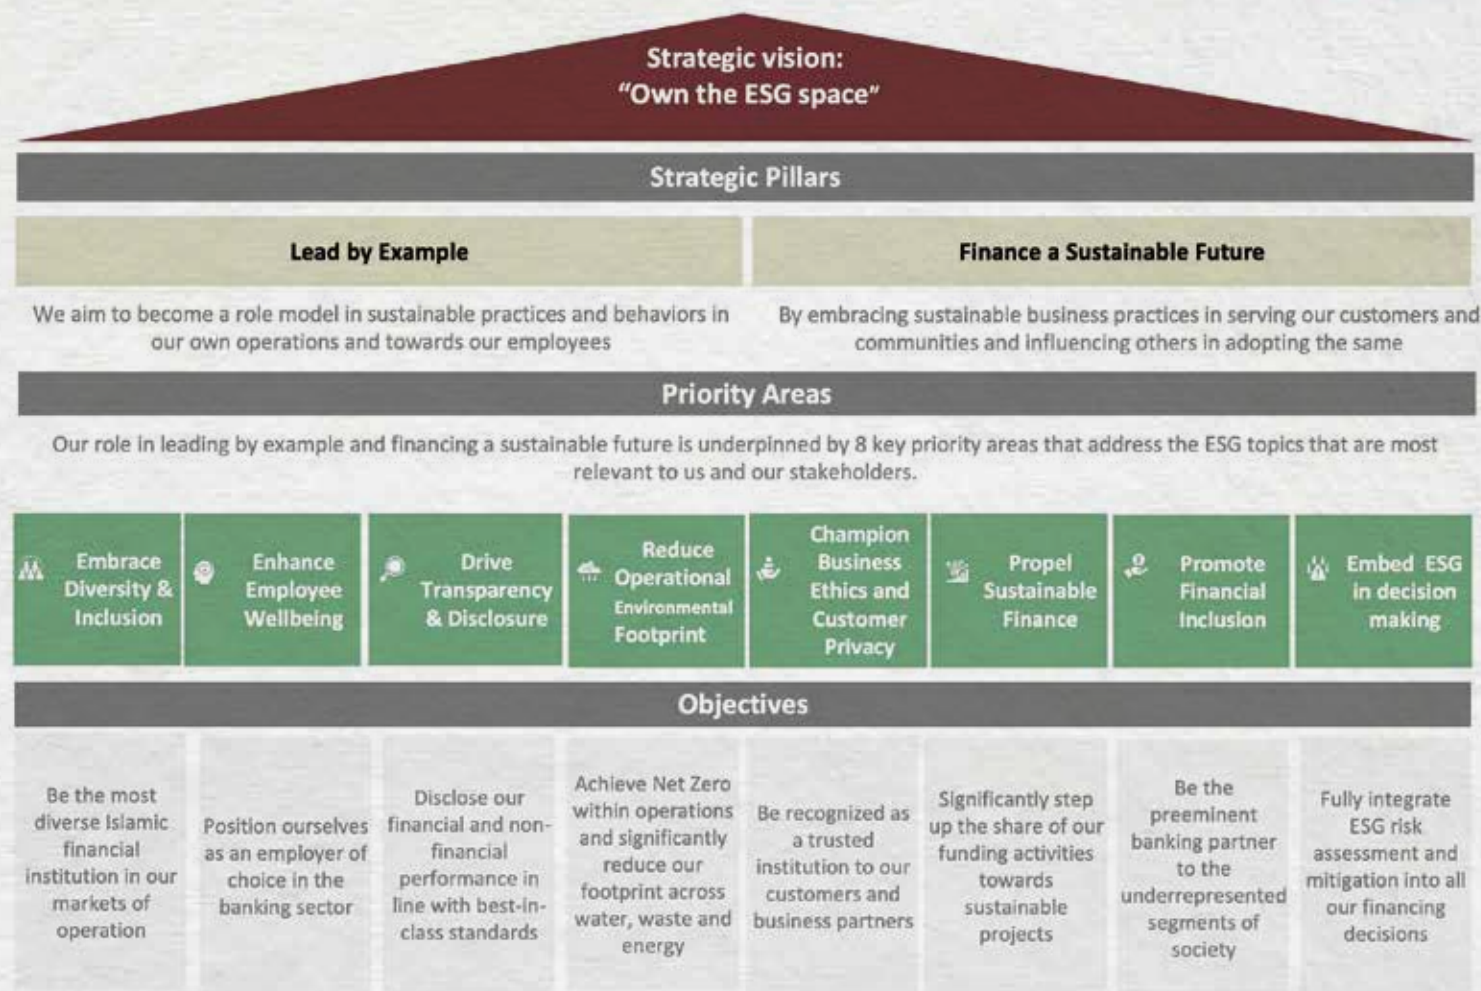 Strategic vision:
“Own the ESG space”
Strategic Pillars
Lead by Example
We aim to become a role model in sustainable practices and behaviors in
our own operations and towards our employees
Finance a Sustainable Future
By embracing sustainable business practices in serving our customers and
communities and influencing others in adopting the same
Priority Areas
Our role in leading by example and financing a sustainable future is underpinned by 8 key priority areas that address the ESG topics that are most
relevant to us and our stakeholders.
Embrace
Diversity &
Inclusion
Enhance
Employee
Wellbeing
Drive
Transparency
& Disclosure
Reduce
Operational
Environmental
Footprint
Champion
Business
Ethics and
Customer
Privacy
Propel
Sustainable
Finance
Promote
Financial
Inclusion
Embed ESG
in decision
making
Objectives
Be the most
diverse Islamic
financial
institution in our
markets of
operation
Position ourselves
as an employer of
choice in the
banking sector
Disclose our
financial and non-
financial
performance in
line with best-in-
class standards
Achieve Net Zero
within operations
and significantly
reduce our
footprint across
water, waste and
energy
Be recognized as
a trusted
institution to our
customers and
business partners
Significantly step
up the share of our
funding activities
towards
sustainable
projects
Be the
preeminent
banking partner
to the
underrepresented
segments of
society
Fully integrate
ESG risk
assessment and
mitigation into all
our financing
decisions